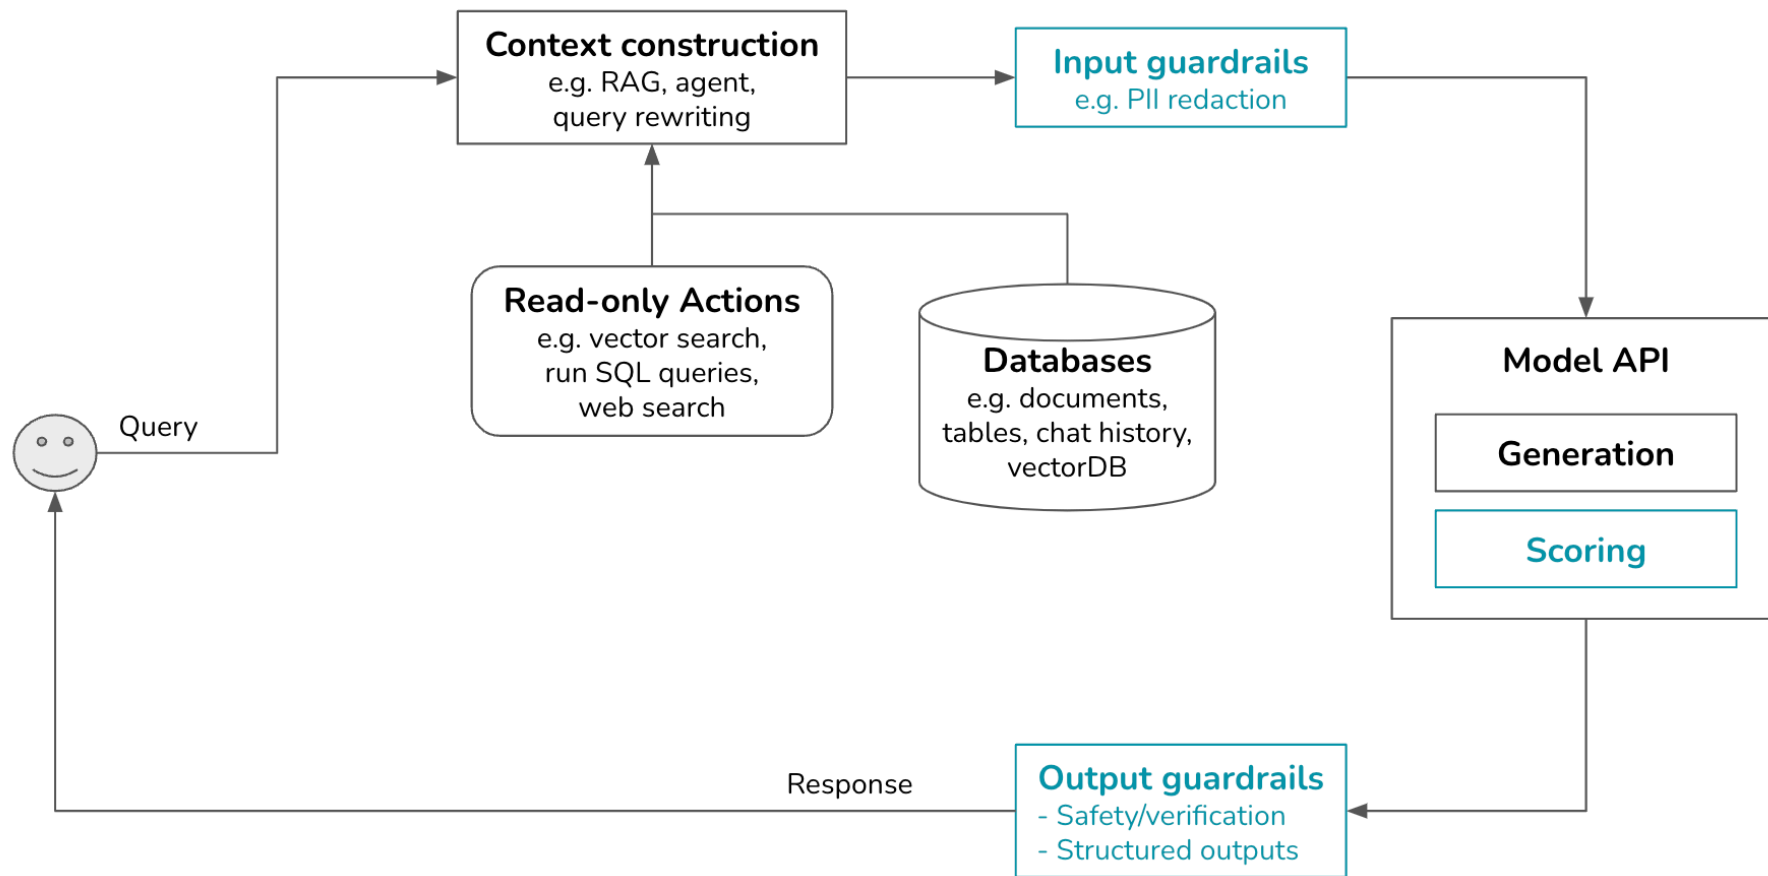 Context construction
e.g. RAG, agent,
query rewriting
Input guardrails
e.g. PII redaction
Read-only Actions
e.g. vector search,
run SQL queries,
web search
Databases
e.g. documents,
tables, chat history,
vectorDB
Model API
Generation
Scoring
Query
Response
Output guardrails
- Safety/verification
- Structured outputs